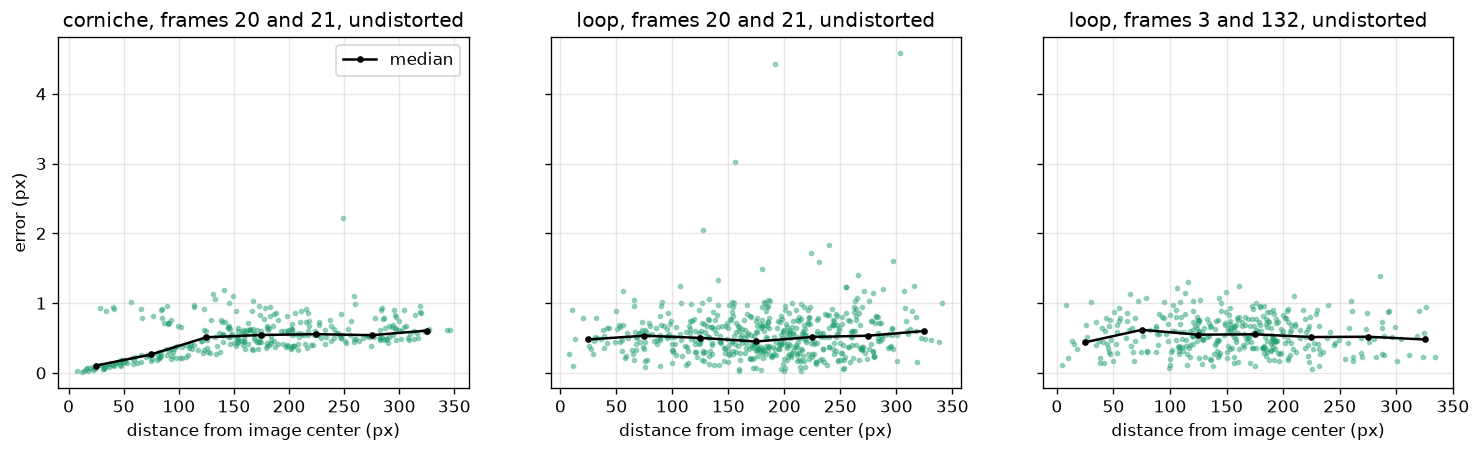 corniche, frames 20 and 21, undistorted
loop, frames 20 and 21, undistorted
loop, frames 3 and 132, undistorted
median
error (px)
4
3
2
1
0
0 50 100 150 200 250 300 350
0 50 100 150 200 250 300 350
0 50 100 150 200 250 300 350
distance from image center (px)
distance from image center (px)
distance from image center (px)